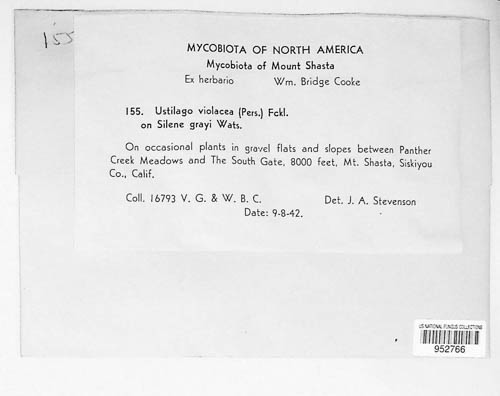 155
MYCOBIOTA OF NORTH AMERICA
Mycobiota of Mount Shasta
Ex herbario Wm. Bridge Cooke
155. Ustilago violacea (Pers.) Fckl.
on Silene grayi Wats.
On occasional plants in gravel flats and slopes between Panther
Creek Meadows and The South Gate, 8000 feet, Mt. Shasta, Siskiyou
Co., Calif.
Coll. 16793 V. G. & W. B. C. Det. J. A. Stevenson
Date: 9-8-42.
US NATIONAL FUNGUS COLLECTIONS
952766